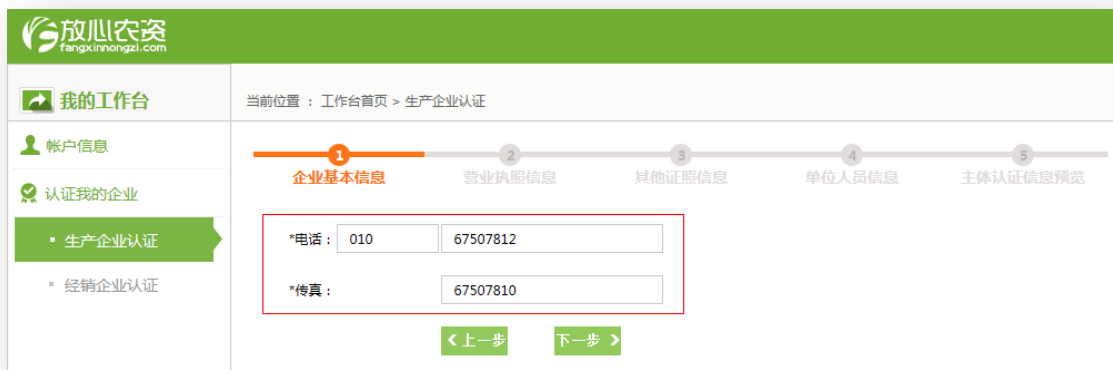 放心农资
fangxinnongzi.com
我的工作台
当前位置 ： 工作台首页 > 生产企业认证
帐户信息
认证我的企业
生产企业认证
经销企业认证
1 2 3 4 5
企业基本信息 营业执照信息 其他证照信息 单位人员信息 主体认证信息预览
*电话： 010 67507812
*传真： 67507810
上一步 下一步